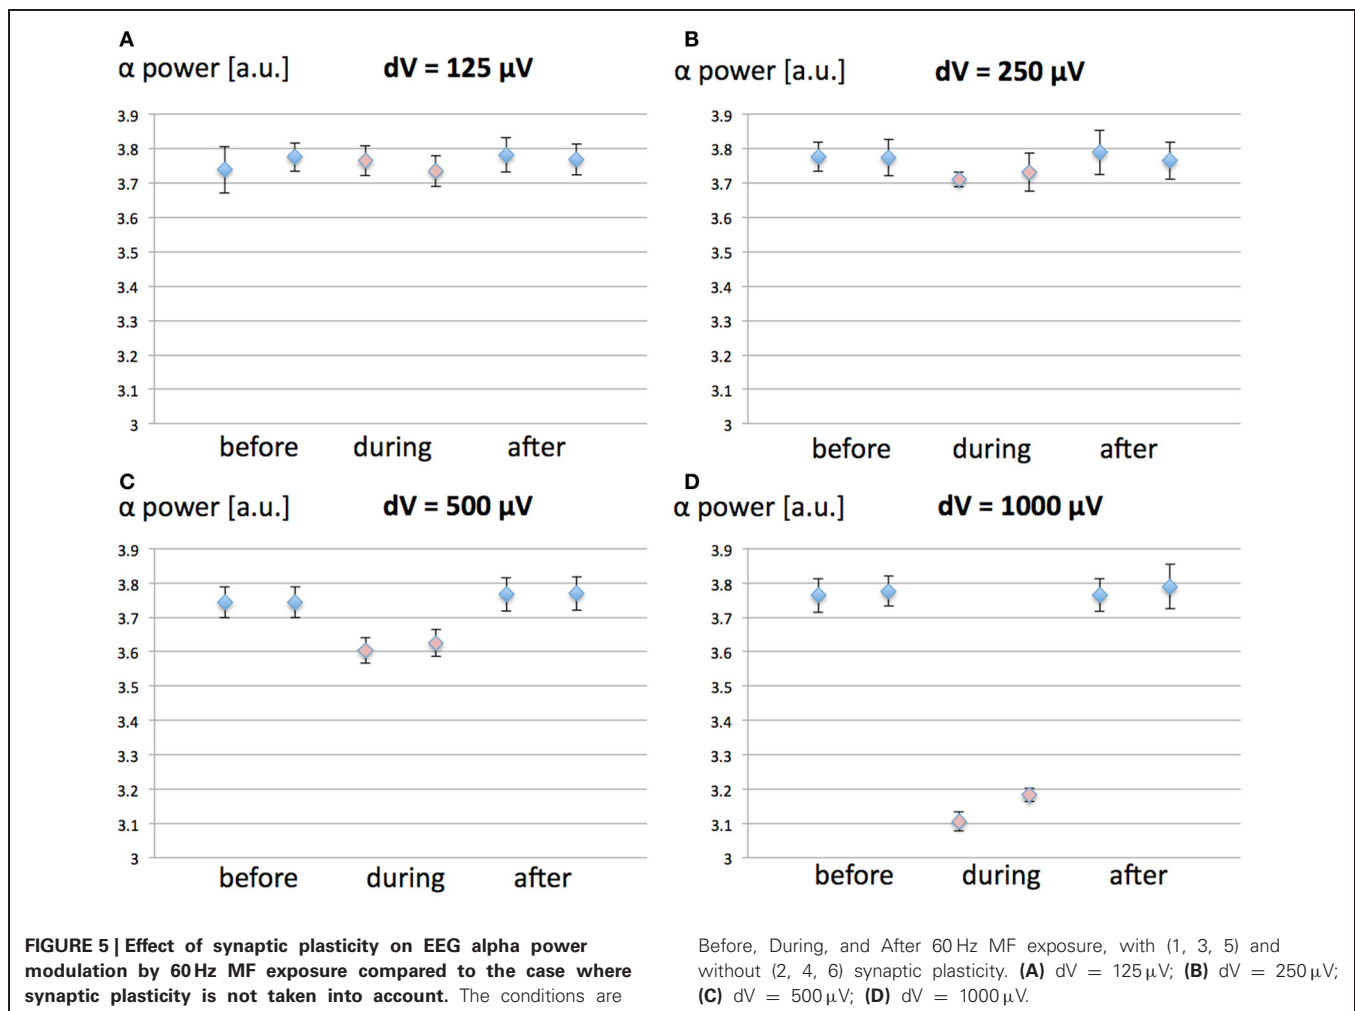 A
α power [a.u.]
dV = 125 µV
3.9
3.8
3.7
3.6
3.5
3.4
3.3
3.2
3.1
3
before during after
B
α power [a.u.]
dV = 250 µV
3.9
3.8
3.7
3.6
3.5
3.4
3.3
3.2
3.1
3
before during after
C
α power [a.u.]
dV = 500 µV
3.9
3.8
3.7
3.6
3.5
3.4
3.3
3.2
3.1
3
before during after
D
α power [a.u.]
dV = 1000 µV
3.9
3.8
3.7
3.6
3.5
3.4
3.3
3.2
3.1
3
before during after
FIGURE 5 | Effect of synaptic plasticity on EEG alpha power
modulation by 60 Hz MF exposure compared to the case where
synaptic plasticity is not taken into account. The conditions are
Before, During, and After 60 Hz MF exposure, with (1, 3, 5) and
without (2, 4, 6) synaptic plasticity. (A) dV = 125 µV; (B) dV = 250 µV;
(C) dV = 500 µV; (D) dV = 1000 µV.